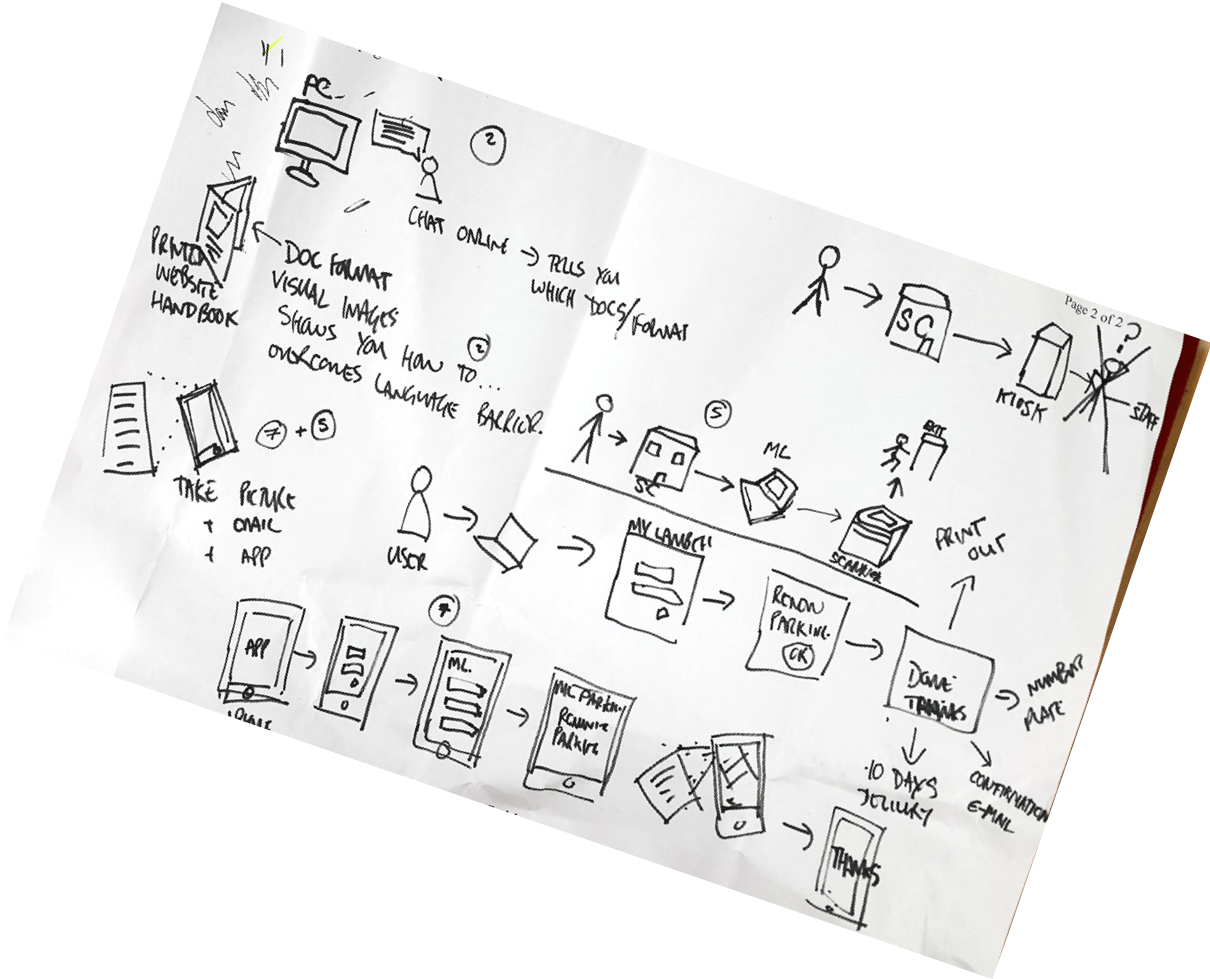 PC
2
CHAT ONLINE → TELLS YOU
WHICH DOCS/FORMAT
PRINTED
WEBSITE
HANDBOOK
DOC FORMAT
VISUAL IMAGES
SHOWS YOU HOW TO...
2
OVERCOMES LANGUAGE BARRIER.
Page 2 of 2
?
SC
KIOSK
STAFF
5
SC
ML
EXIT
SCANNER
7 + 5
TAKE PICTURE
+ EMAIL
+ APP
USER
RENEW
PARKING
OK
DONE
THANKS
PRINT
OUT
NUMBER
PLATE
10 DAYS
DELIVERY
CONFIRMATION
E-MAIL
7
APP
ML.
ML PARKING
RENEW
PARKING
THANKS